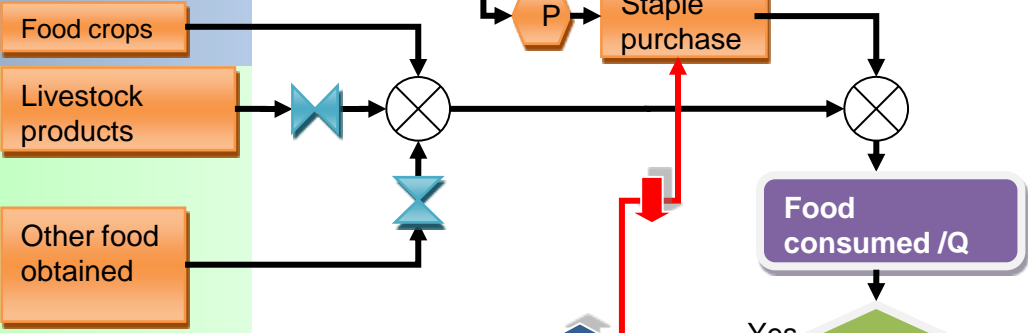 Food crops
P
Staple
purchase
Livestock
products
Other food
obtained
Food
consumed /Q
Yes